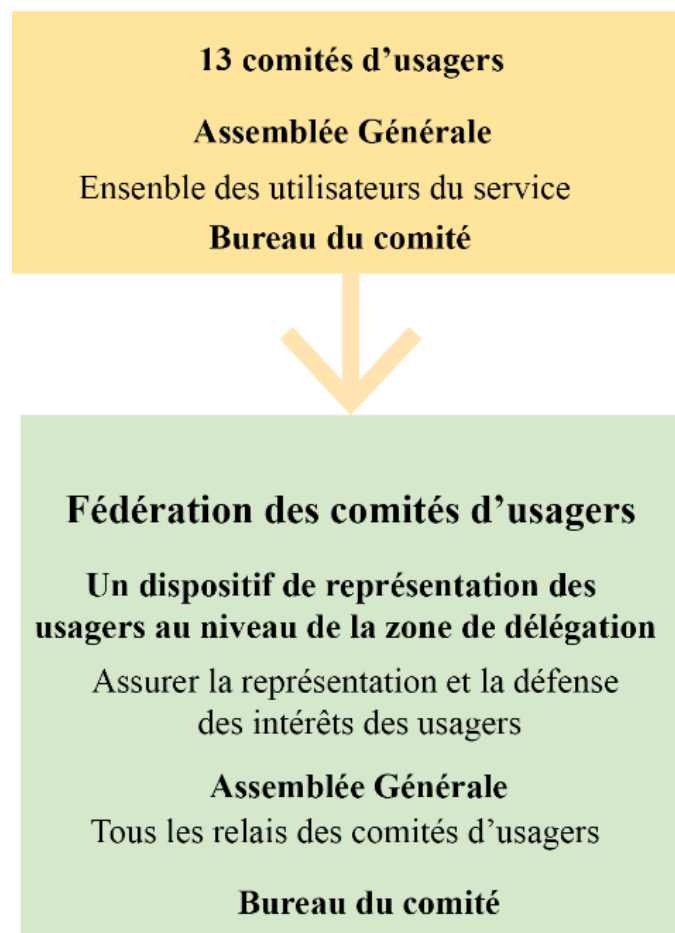 13 comités d’usagers
Assemblée Générale
Ensenble des utilisateurs du service
Bureau du comité
Fédération des comités d’usagers
Un dispositif de représentation des
usagers au niveau de la zone de délégation
Assurer la représentation et la défense
des intérêts des usagers
Assemblée Générale
Tous les relais des comités d’usagers
Bureau du comité